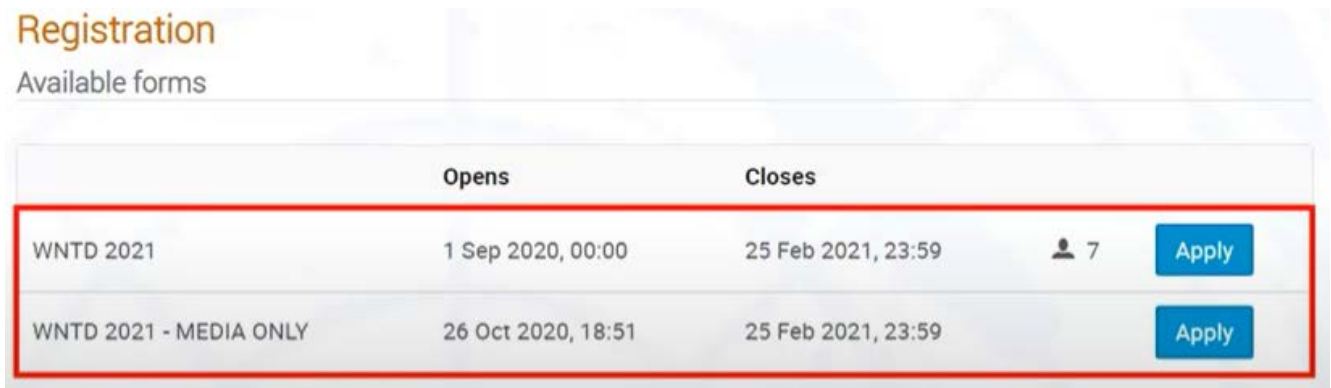 Registration
Available forms
Opens Closes
WNTD 2021 1 Sep 2020, 00:00 25 Feb 2021, 23:59 7 Apply
WNTD 2021 - MEDIA ONLY 26 Oct 2020, 18:51 25 Feb 2021, 23:59 Apply